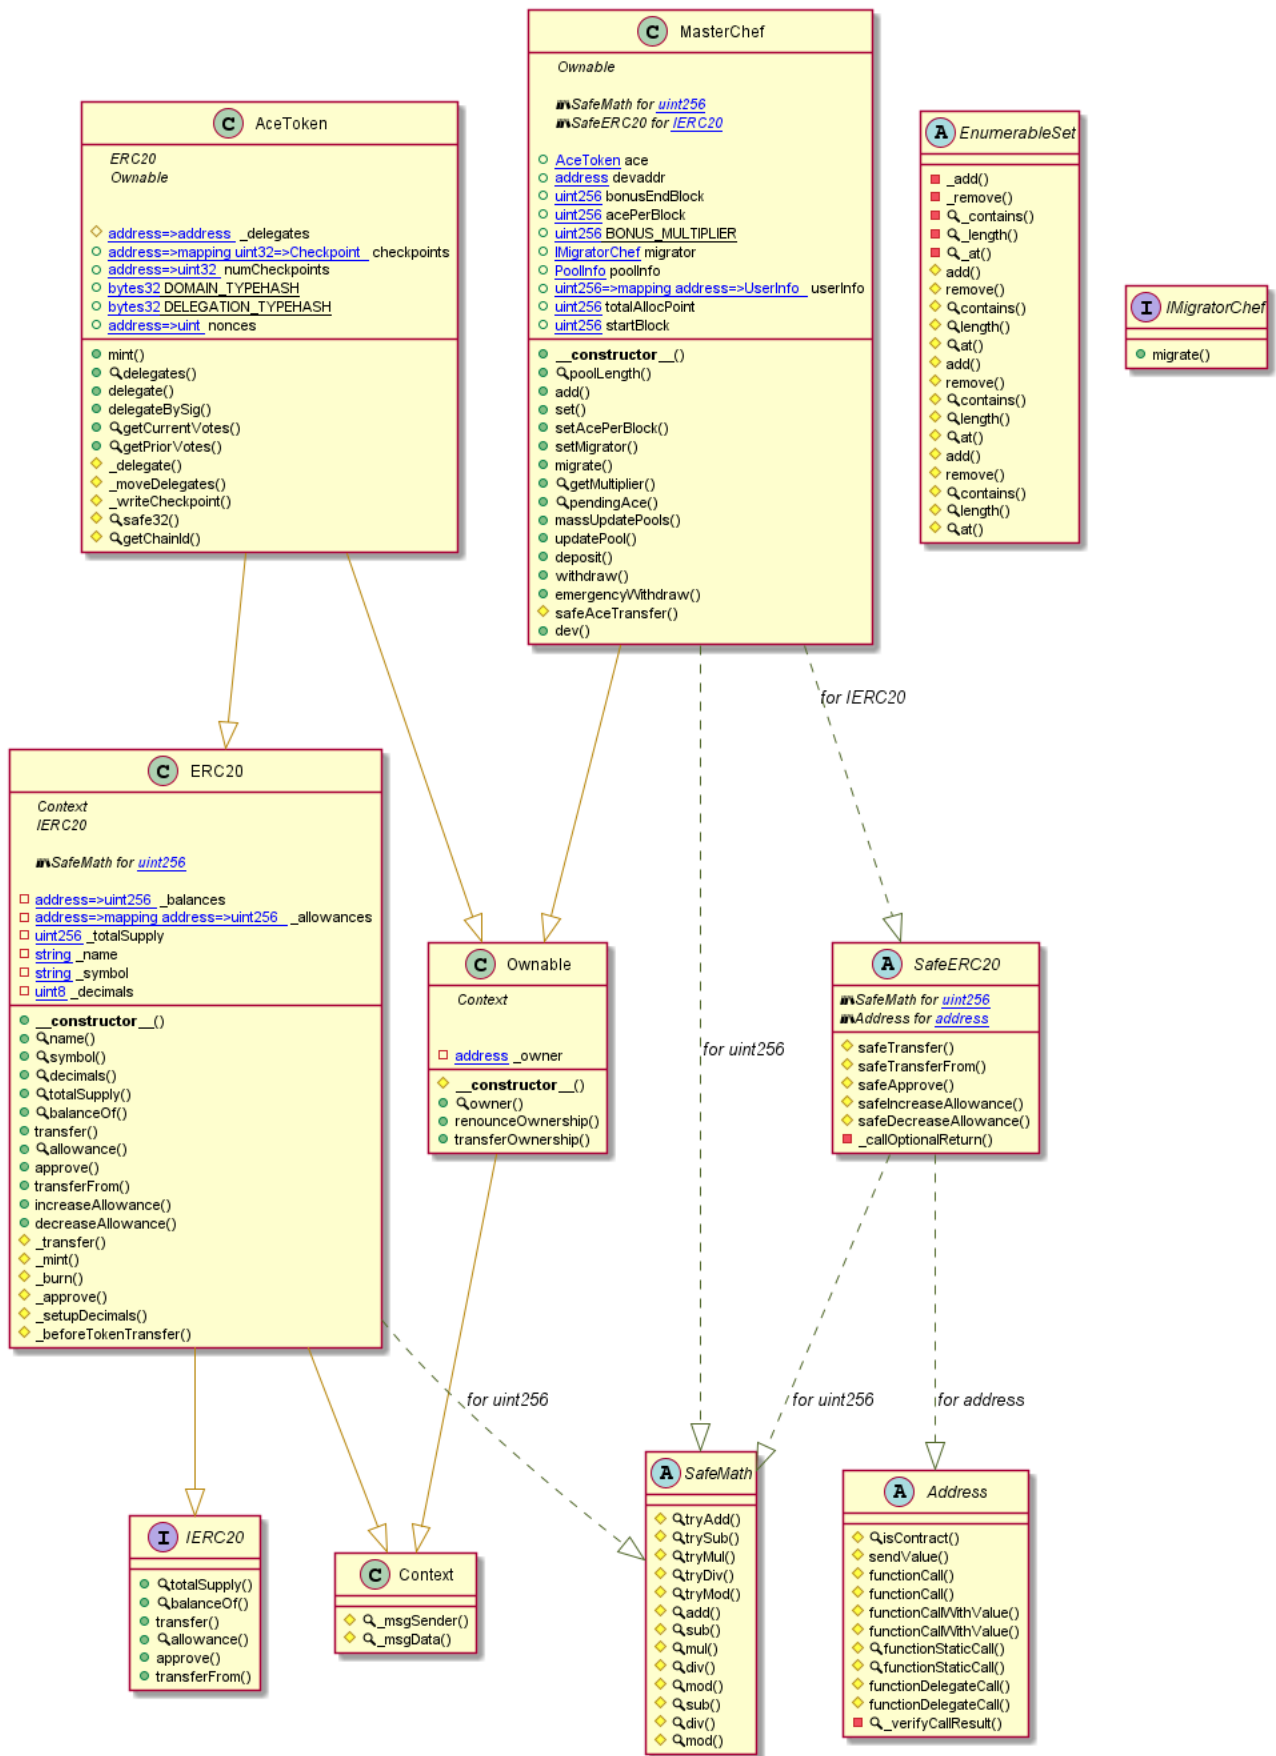 C MasterChef
Ownable
SafeMath for uint256
SafeERC20 for IERC20
AceToken ace
address devaddr
uint256 bonusEndBlock
uint256 acePerBlock
uint256 BONUS_MULTIPLIER
IMigratorChef migrator
PoolInfo poolInfo
uint256=>mapping address=>UserInfo userInfo
uint256 totalAllocPoint
uint256 startBlock
__constructor__()
poolLength()
add()
set()
setAcePerBlock()
setMigrator()
migrate()
getMultiplier()
pendingAce()
massUpdatePools()
updatePool()
deposit()
withdraw()
emergencyWithdraw()
safeAceTransfer()
dev()
C AceToken
ERC20
Ownable
address=>address _delegates
address=>mapping uint32=>Checkpoint checkpoints
address=>uint32 numCheckpoints
bytes32 DOMAIN_TYPEHASH
bytes32 DELEGATION_TYPEHASH
address=>uint nonces
mint()
delegates()
delegate()
delegateBySig()
getCurrentVotes()
getPriorVotes()
_delegate()
_moveDelegates()
_writeCheckpoint()
safe32()
getChainId()
A EnumerableSet
_add()
_remove()
_contains()
_length()
_at()
add()
remove()
contains()
length()
at()
add()
remove()
contains()
length()
at()
add()
remove()
contains()
length()
at()
I IMigratorChef
migrate()
for IERC20
C ERC20
Context
IERC20
SafeMath for uint256
address=>uint256 _balances
address=>mapping address=>uint256 _allowances
uint256 _totalSupply
string _name
string _symbol
uint8 _decimals
__constructor__()
name()
symbol()
decimals()
totalSupply()
balanceOf()
transfer()
allowance()
approve()
transferFrom()
increaseAllowance()
decreaseAllowance()
_transfer()
_mint()
_burn()
_approve()
_setupDecimals()
_beforeTokenTransfer()
C Ownable
Context
address _owner
__constructor__()
owner()
renounceOwnership()
transferOwnership()
for uint256
A SafeERC20
SafeMath for uint256
Address for address
safeTransfer()
safeTransferFrom()
safeApprove()
safeIncreaseAllowance()
safeDecreaseAllowance()
_callOptionalReturn()
for uint256
for uint256
for address
I IERC20
totalSupply()
balanceOf()
transfer()
allowance()
approve()
transferFrom()
C Context
_msgSender()
_msgData()
A SafeMath
tryAdd()
trySub()
tryMul()
tryDiv()
tryMod()
add()
sub()
mul()
div()
mod()
sub()
div()
mod()
A Address
isContract()
sendValue()
functionCall()
functionCall()
functionCallWithValue()
functionCallWithValue()
functionStaticCall()
functionStaticCall()
functionDelegateCall()
functionDelegateCall()
_verifyCallResult()